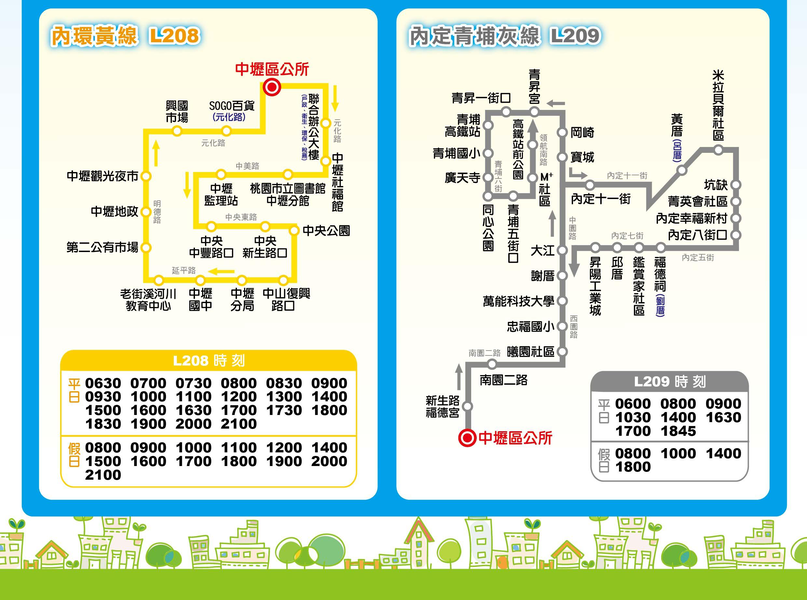 內環黃線 L208
中壢區公所
聯合辦公大樓
(戶政、衛生、環保、稅務)
元化路
中壢社福館
桃園市立圖書館
中壢分館
中壢
監理站
中美路
中央
中豐路口
中央東路
中央
新生路口
中央公園
中山復興
路口
中壢
分局
中壢
國中
延平路
老街溪河川
教育中心
第二公有市場
中壢地政
明德路
中壢觀光夜市
興國
市場
元化路
SOGO百貨
(元化路)
L208 時 刻
平日 0630 0700 0730 0800 0830 0900
0930 1000 1100 1200 1300 1400
1500 1600 1630 1700 1730 1800
1830 1900 2000 2100
假日 0800 0900 1000 1100 1200 1400
1500 1600 1700 1800 1900 2000
2100
內定青埔灰線 L209
青昇宮
青昇一街口
青埔
高鐵站
青埔國小
廣天寺
青埔六街
同心公園
青埔五街口
高鐵站前公園
領航南路
M+
社區
岡崎
寶城
內定十一街
內定十一街
黃厝
(呂厝)
米拉貝爾社區
坑缺
菁英會社區
內定幸福新村
內定八街口
內定五街
內定七街
福德祠
(劉厝)
鑑賞家社區
邱厝
昇陽工業城
中園路
大江
謝厝
萬能科技大學
忠福國小
西園路
曦園社區
南園二路
南園二路
新生路
福德宮
中壢區公所
L209 時 刻
平日 0600 0800 0900
1030 1400 1630
1700 1845
假日 0800 1000 1400
1800